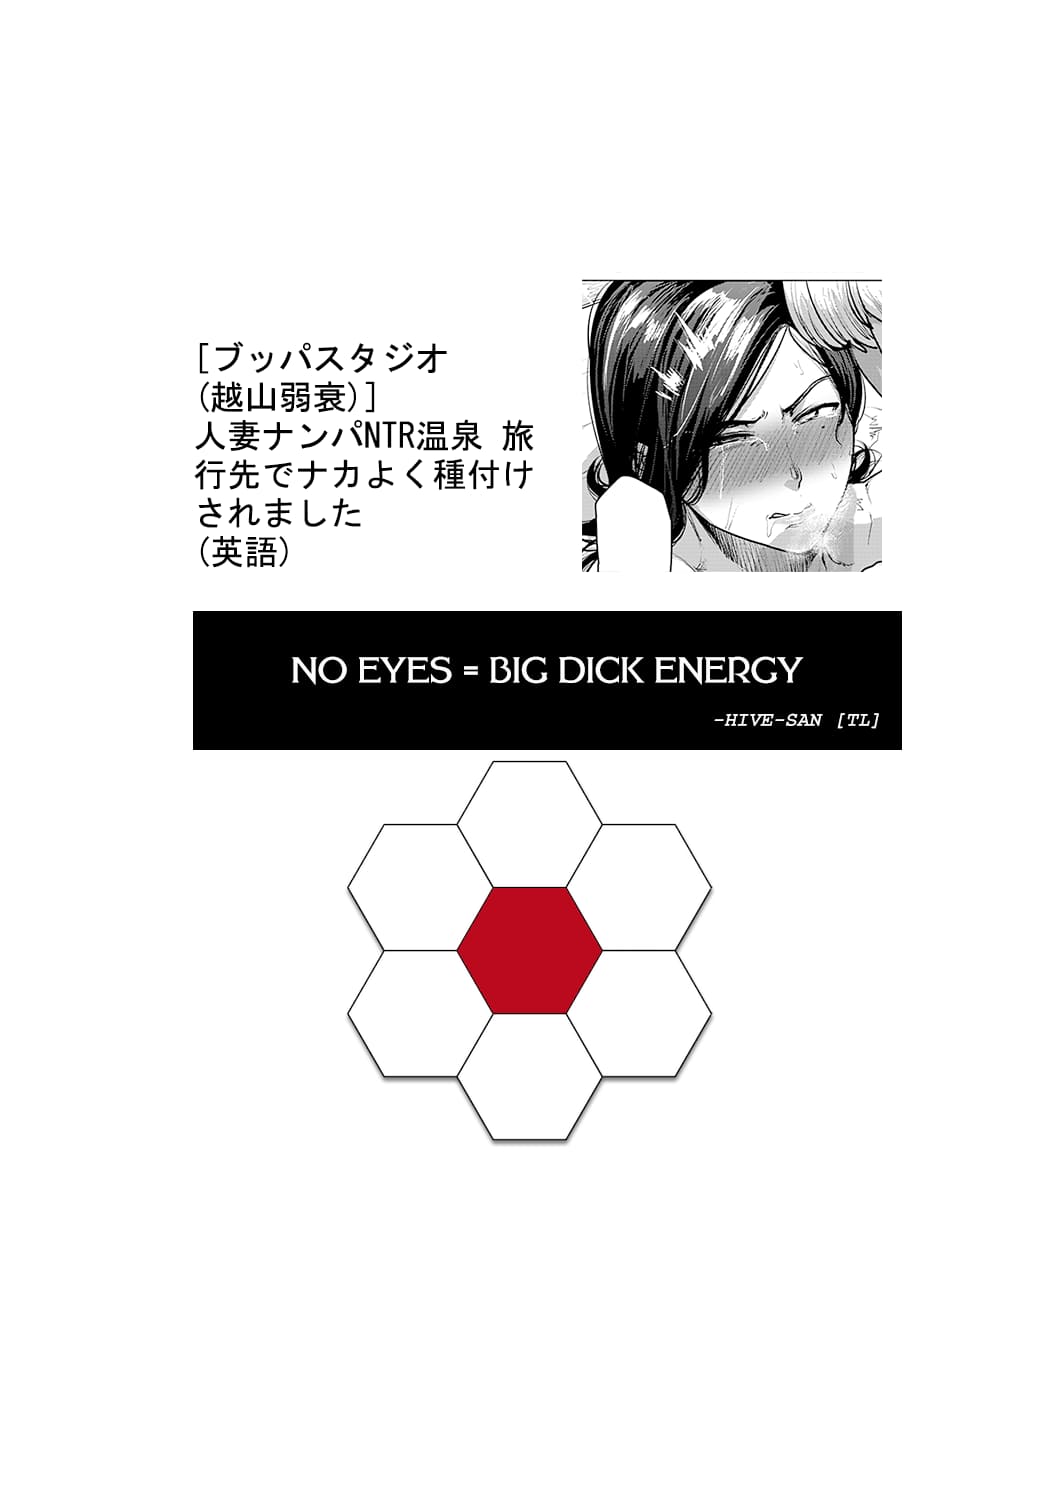 [ブッパスタジオ
(越山弱衰)]
人妻ナンパNTR温泉 旅
行先でナカよく種付け
されました
(英語)
NO EYES = BIG DICK ENERGY
-HIVE-SAN [TL]